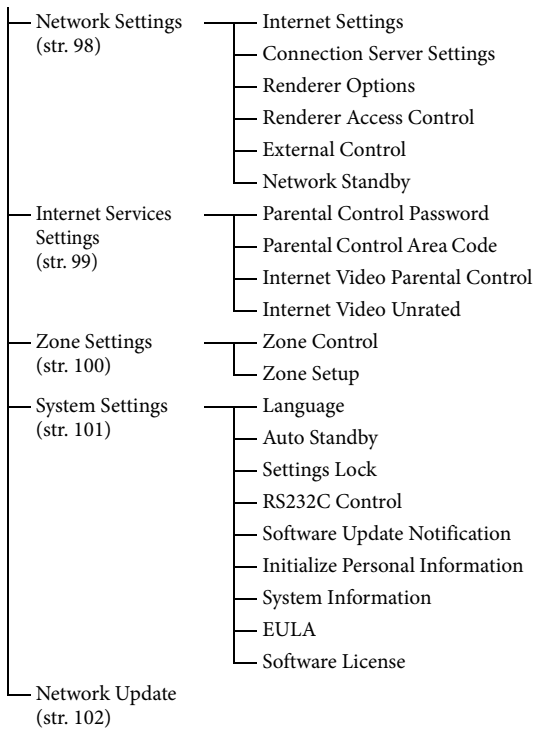 Network Settings
(str. 98)
Internet Settings
Connection Server Settings
Renderer Options
Renderer Access Control
External Control
Network Standby
Internet Services
Settings
(str. 99)
Parental Control Password
Parental Control Area Code
Internet Video Parental Control
Internet Video Unrated
Zone Settings
(str. 100)
Zone Control
Zone Setup
System Settings
(str. 101)
Language
Auto Standby
Settings Lock
RS232C Control
Software Update Notification
Initialize Personal Information
System Information
EULA
Software License
Network Update
(str. 102)